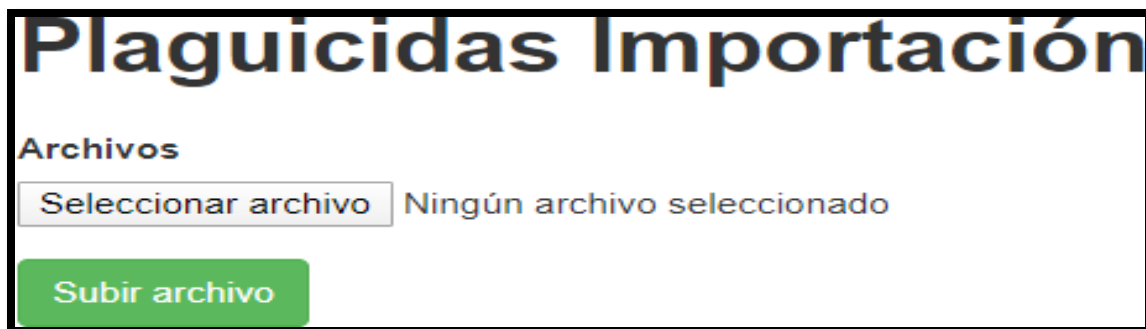 Plaguicidas Importación
Archivos
Seleccionar archivo Ningún archivo seleccionado
Subir archivo